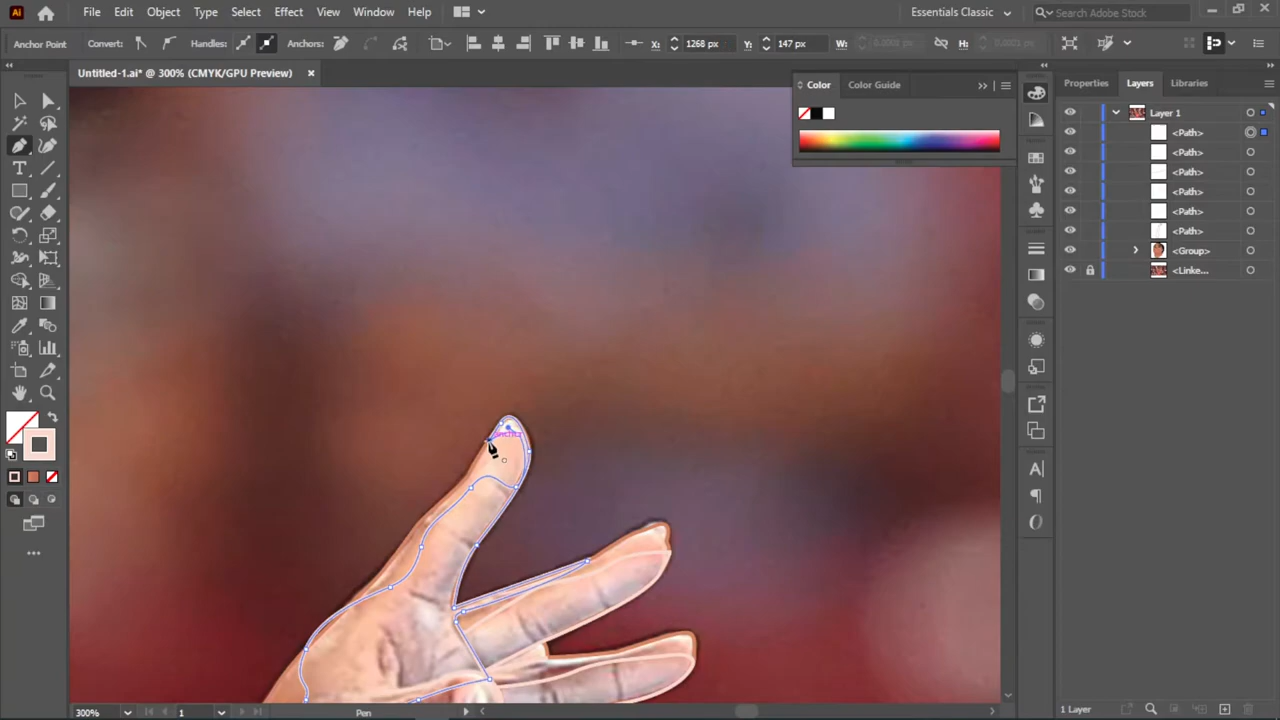 Ai File Edit Object Type Select Effect View Window Help Essentials Classic Search Adobe Stock
Anchor Point Convert: Handles: Anchors: X: 1268 px Y: 147 px W: H:
Untitled-1.ai* @ 300% (CMYK/GPU Preview)
Color Color Guide
Properties Layers Libraries
Layer 1
<Path>
<Path>
<Path>
<Path>
<Path>
<Path>
<Group>
<Linke...
300% 1 Pen
1 Layer